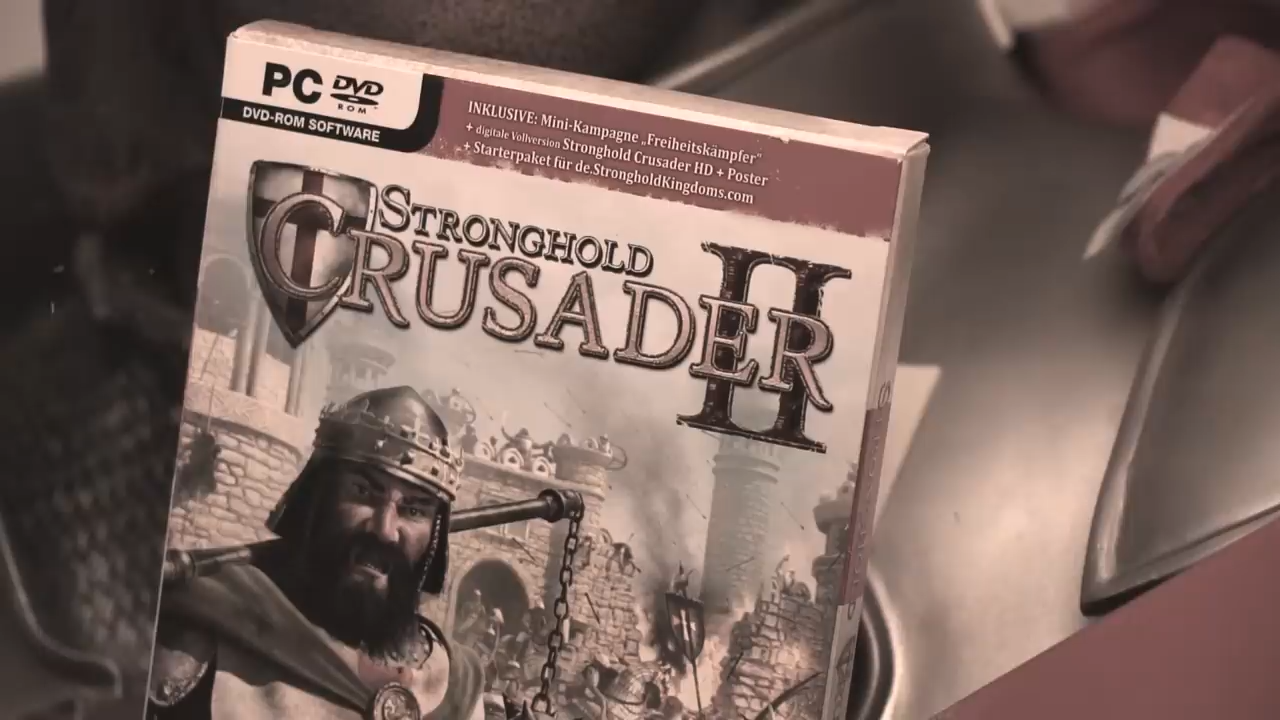 PC DVD
ROM
DVD-ROM SOFTWARE
INKLUSIVE: Mini-Kampagne „Freiheitskämpfer"
+ digitale Vollversion Stronghold Crusader HD + Poster
+ Starterpaket für de.StrongholdKingdoms.com
STRONGHOLD
CRUSADER II